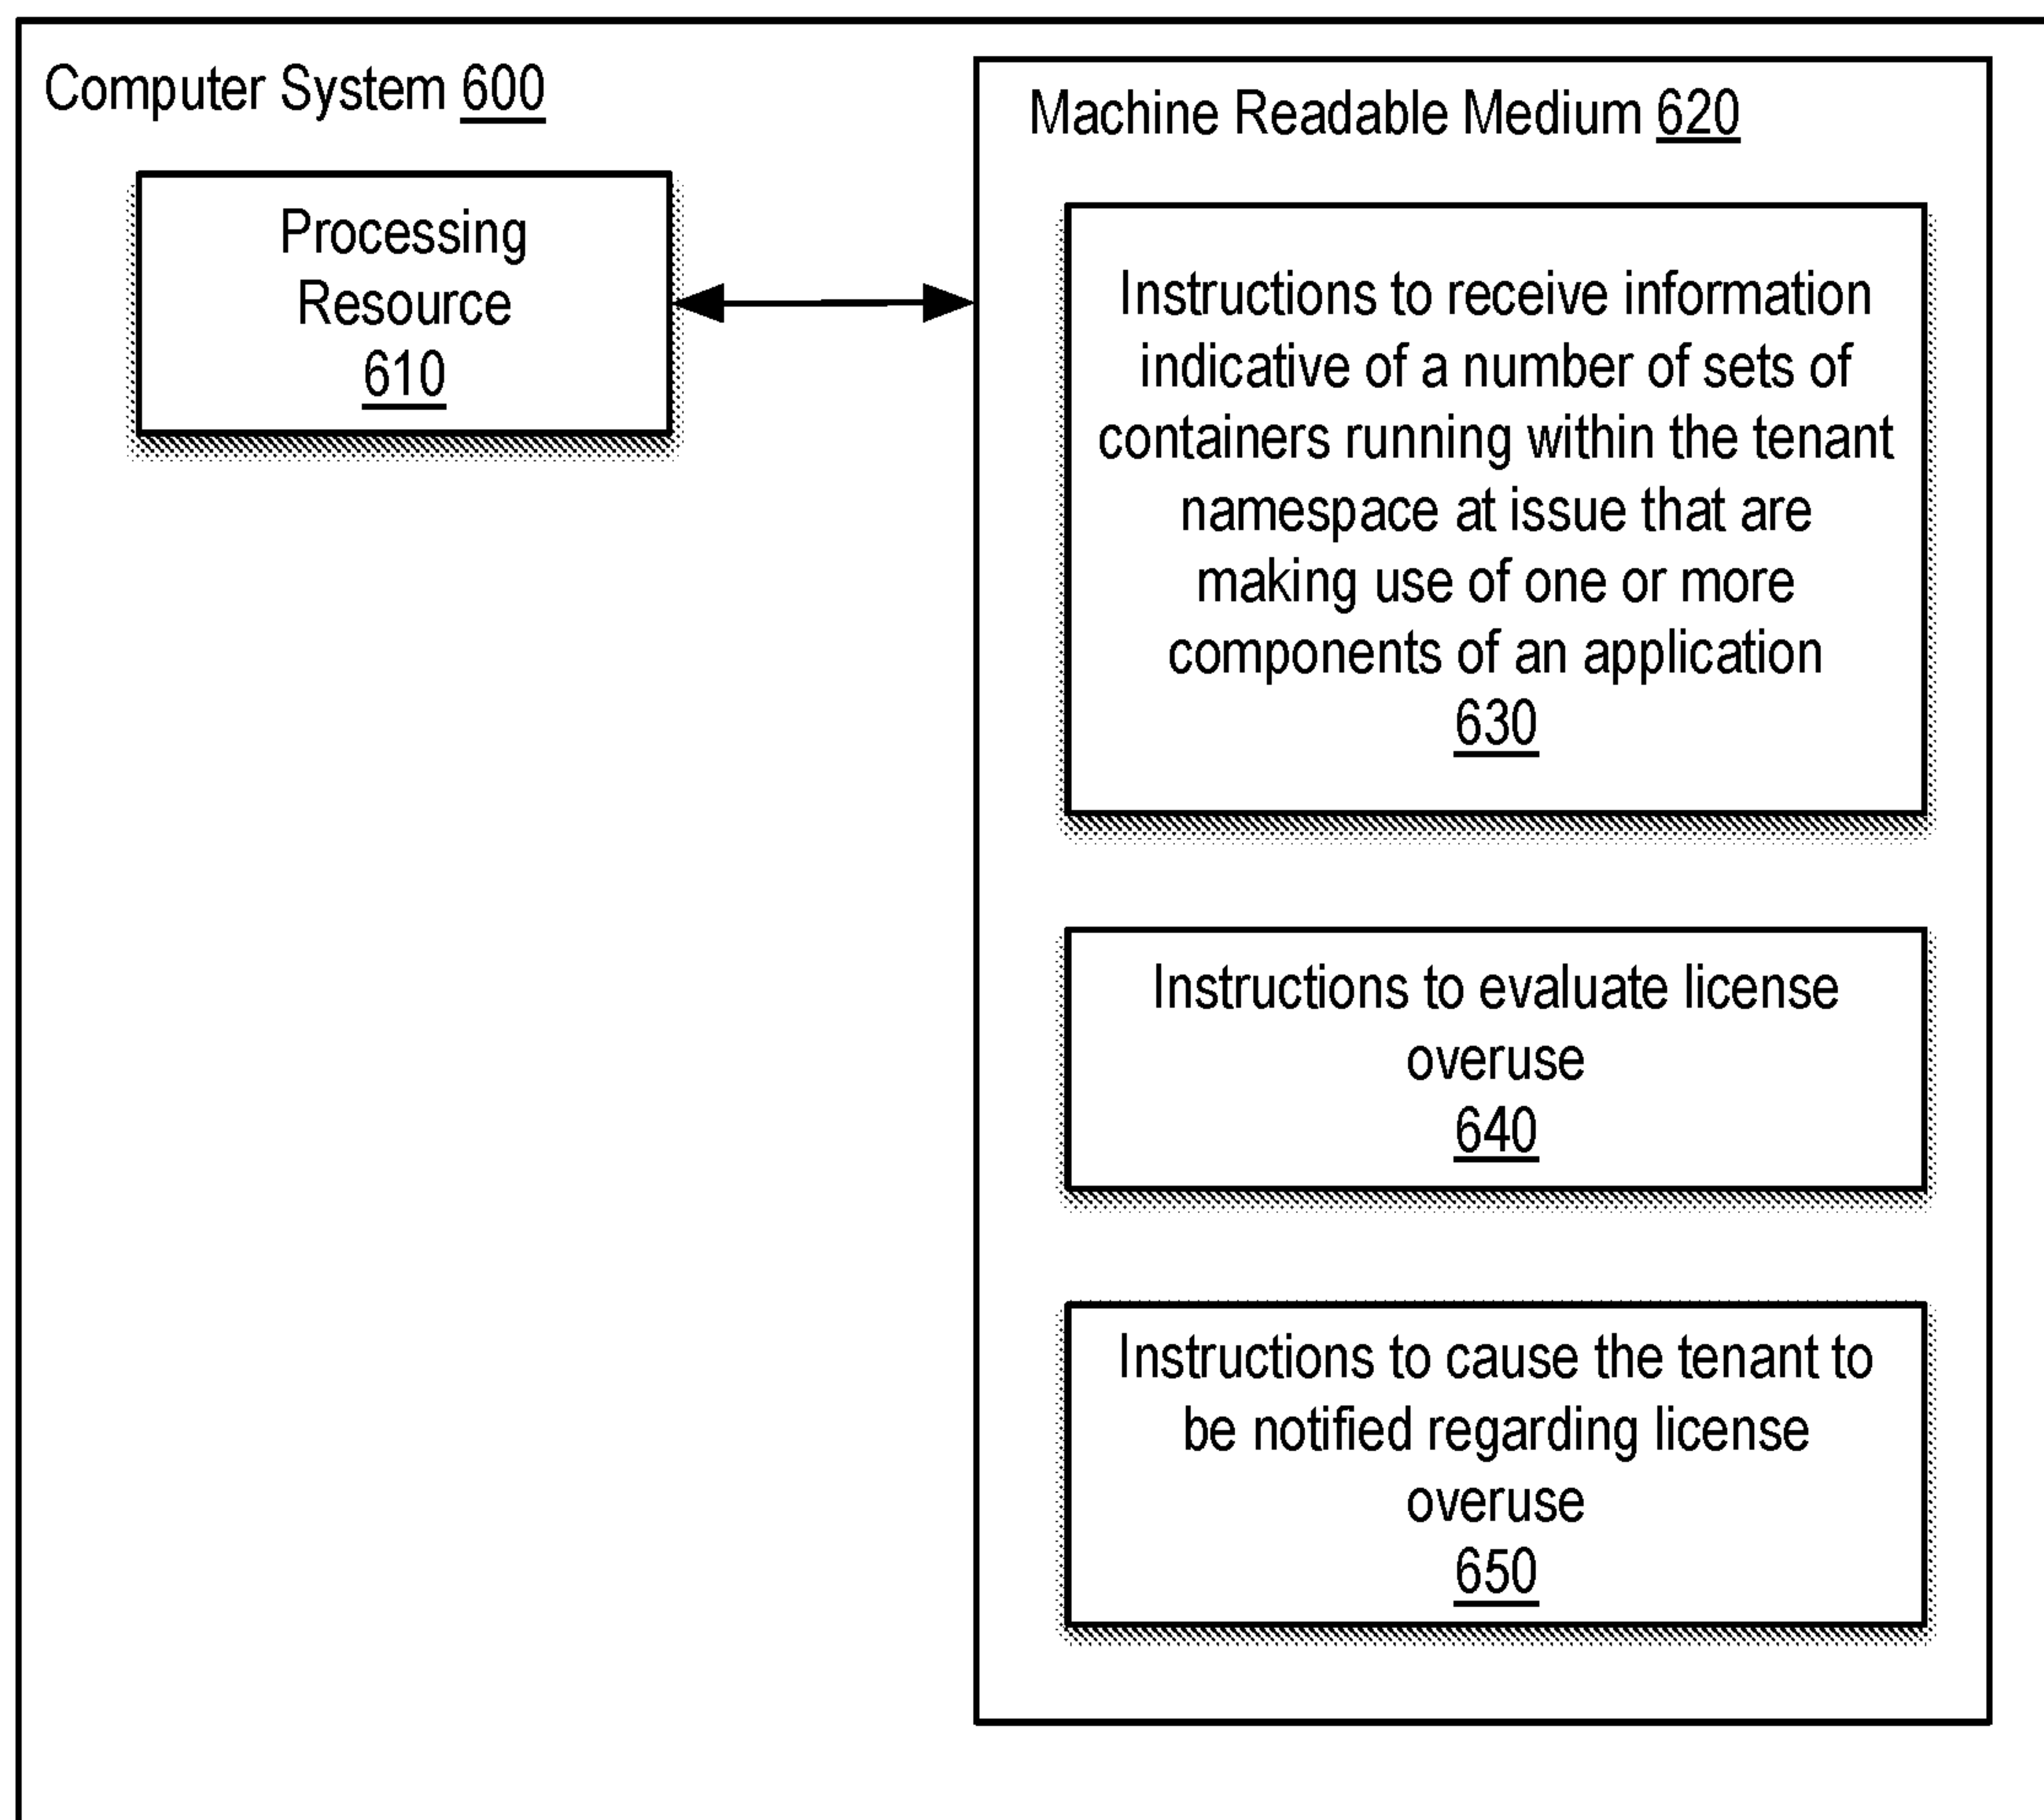 Computer System 600
Processing
Resource
610
Machine Readable Medium 620
Instructions to receive information
indicative of a number of sets of
containers running within the tenant
namespace at issue that are
making use of one or more
components of an application
630
Instructions to evaluate license
overuse
640
Instructions to cause the tenant to
be notified regarding license
overuse
650